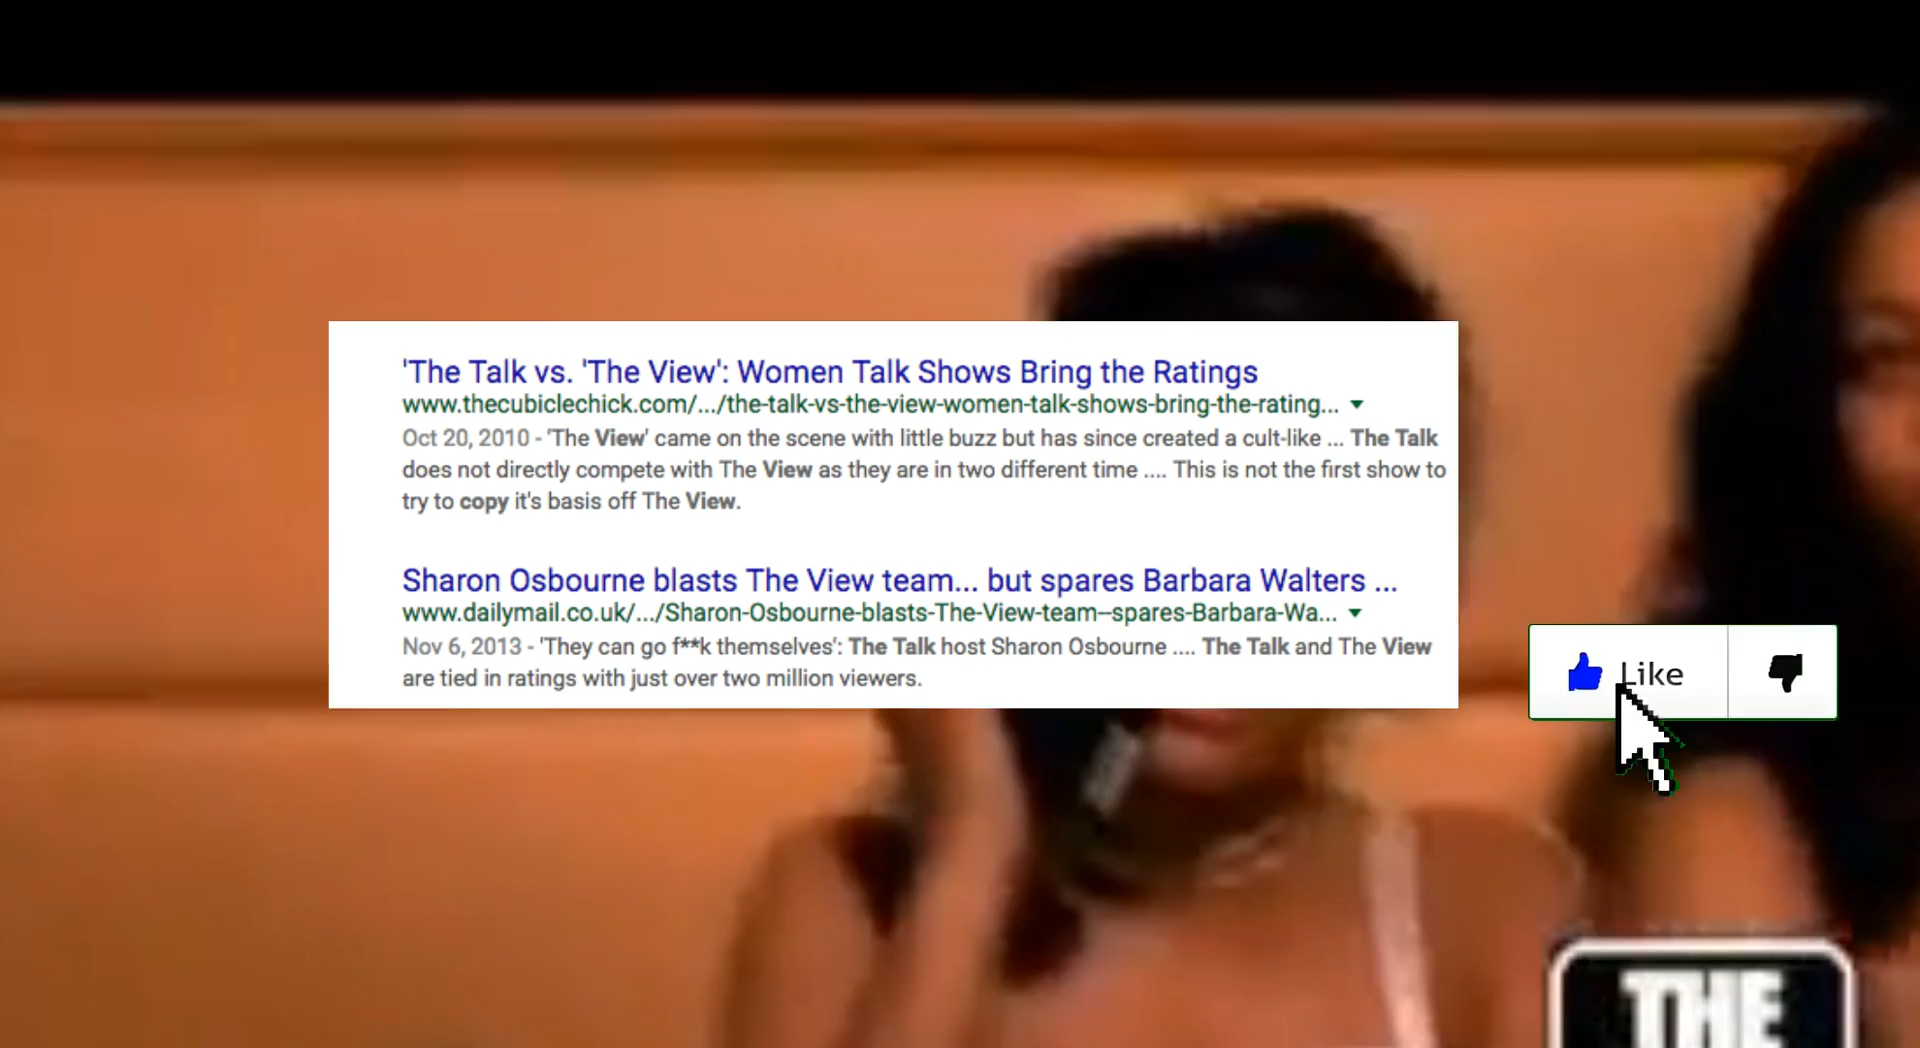 'The Talk vs. 'The View': Women Talk Shows Bring the Ratings
www.thecubiclechick.com/.../the-talk-vs-the-view-women-talk-shows-bring-the-rating...
Oct 20, 2010 - 'The View' came on the scene with little buzz but has since created a cult-like ... The Talk
does not directly compete with The View as they are in two different time .... This is not the first show to
try to copy it's basis off The View.
Sharon Osbourne blasts The View team... but spares Barbara Walters ...
www.dailymail.co.uk/.../Sharon-Osbourne-blasts-The-View-team--spares-Barbara-Wa...
Nov 6, 2013 - 'They can go f**k themselves': The Talk host Sharon Osbourne .... The Talk and The View
are tied in ratings with just over two million viewers.
Like
THE